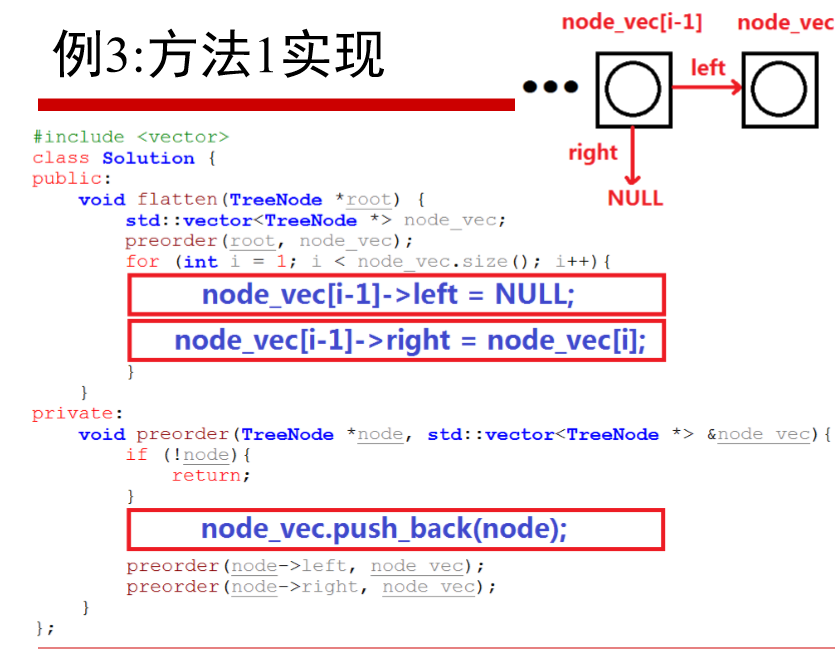 例3:方法1实现
node_vec[i-1]
node_vec
left
right
NULL
#include <vector>
class Solution {
public:
void flatten(TreeNode *root) {
std::vector<TreeNode *> node_vec;
preorder(root, node_vec);
for (int i = 1; i < node_vec.size(); i++){
node_vec[i-1]->left = NULL;
node_vec[i-1]->right = node_vec[i];
}
}
private:
void preorder(TreeNode *node, std::vector<TreeNode *> &node_vec){
if (!node){
return;
}
node_vec.push_back(node);
preorder(node->left, node_vec);
preorder(node->right, node_vec);
}
};